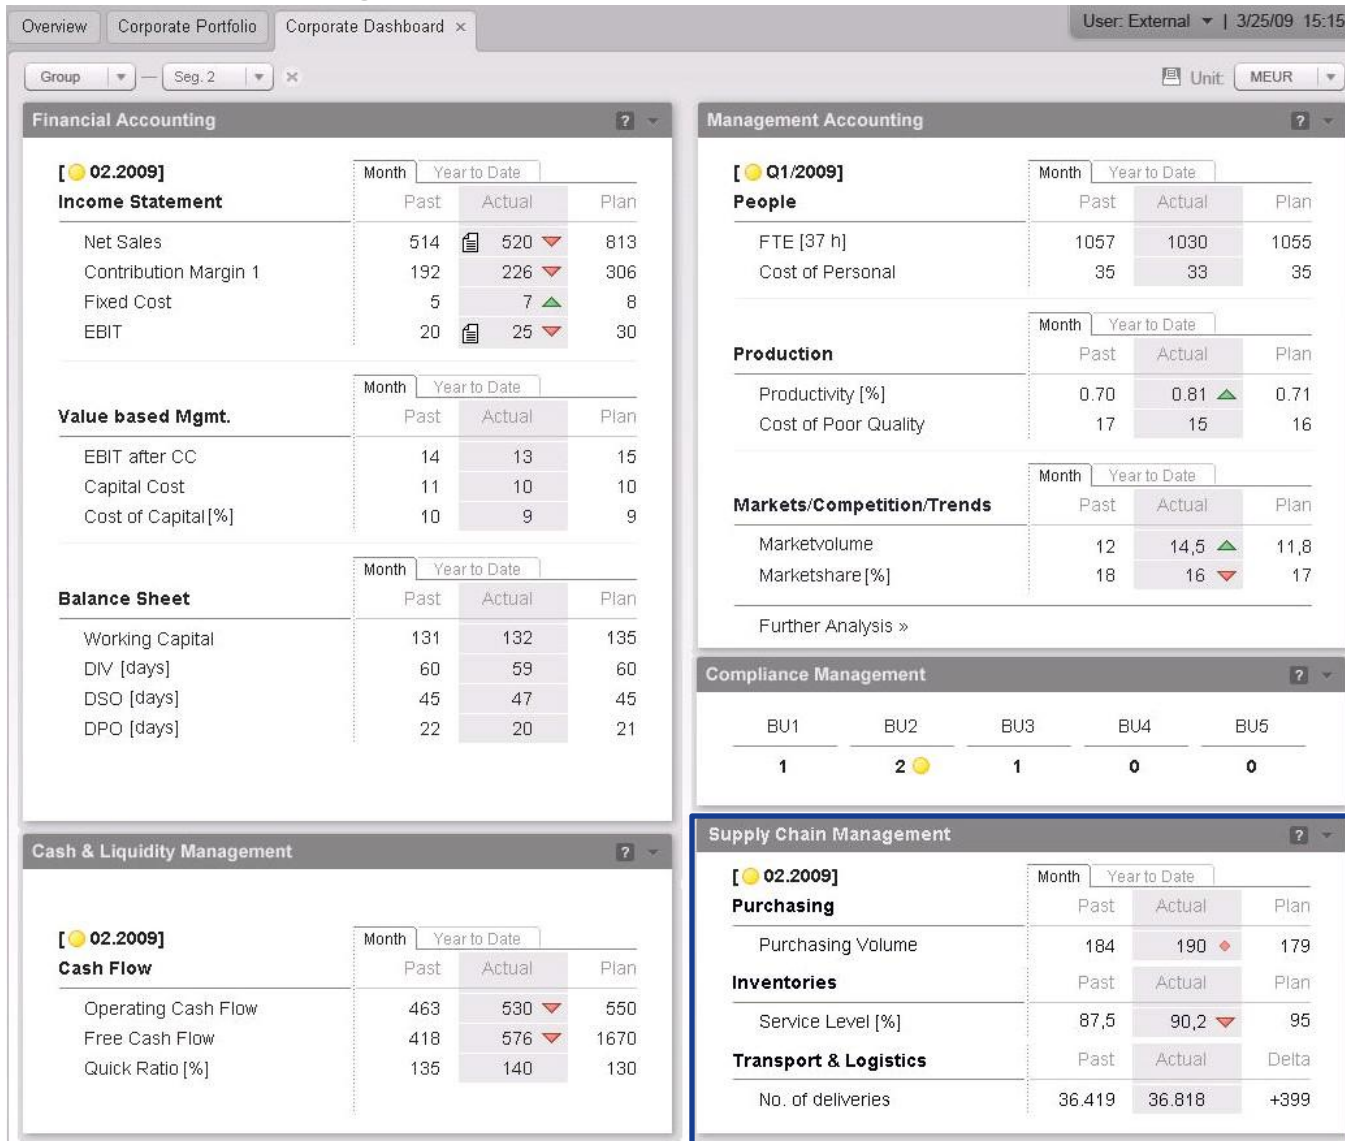 Overview Corporate Portfolio Corporate Dashboard × User: External | 3/25/09 15:15
Group — Seg. 2 × Unit: MEUR
Financial Accounting ?
[ 02.2009] Month Year to Date
Income Statement Past Actual Plan
Net Sales 514 520 813
Contribution Margin 1 192 226 306
Fixed Cost 5 7 8
EBIT 20 25 30
Month Year to Date
Value based Mgmt. Past Actual Plan
EBIT after CC 14 13 15
Capital Cost 11 10 10
Cost of Capital [%] 10 9 9
Month Year to Date
Balance Sheet Past Actual Plan
Working Capital 131 132 135
DIV [days] 60 59 60
DSO [days] 45 47 45
DPO [days] 22 20 21
Cash & Liquidity Management ?
[ 02.2009] Month Year to Date
Cash Flow Past Actual Plan
Operating Cash Flow 463 530 550
Free Cash Flow 418 576 1670
Quick Ratio [%] 135 140 130
Management Accounting ?
[ Q1/2009] Month Year to Date
People Past Actual Plan
FTE [37 h] 1057 1030 1055
Cost of Personal 35 33 35
Month Year to Date
Production Past Actual Plan
Productivity [%] 0.70 0.81 0.71
Cost of Poor Quality 17 15 16
Month Year to Date
Markets/Competition/Trends Past Actual Plan
Marketvolume 12 14,5 11,8
Marketshare [%] 18 16 17
Further Analysis »
Compliance Management ?
BU1 BU2 BU3 BU4 BU5
1 2 1 0 0
Supply Chain Management ?
[ 02.2009] Month Year to Date
Purchasing Past Actual Plan
Purchasing Volume 184 190 179
Inventories Past Actual Plan
Service Level [%] 87,5 90,2 95
Transport & Logistics Past Actual Delta
No. of deliveries 36.419 36.818 +399